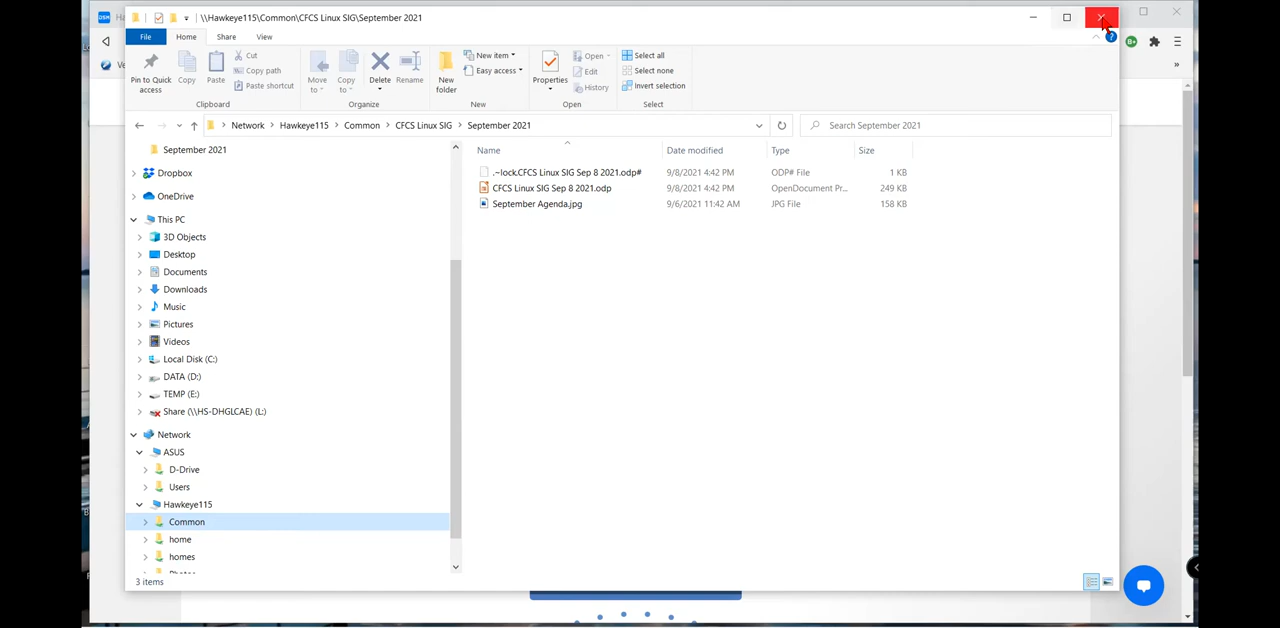 DSM Ha
\\Hawkeye115\Common\CFCS Linux SIG\September 2021
File Home Share View
Pin to Quick access
Copy
Paste
Cut
Copy path
Paste shortcut
Clipboard
Move to
Copy to
Delete
Rename
Organize
New folder
New item
Easy access
New
Properties
Open
Edit
History
Open
Select all
Select none
Invert selection
Select
Network Hawkeye115 Common CFCS Linux SIG September 2021
Search September 2021
September 2021
Dropbox
OneDrive
This PC
3D Objects
Desktop
Documents
Downloads
Music
Pictures
Videos
Local Disk (C:)
DATA (D:)
TEMP (E:)
Share (\\HS-DHGLCAE) (L:)
Network
ASUS
D-Drive
Users
Hawkeye115
Common
home
homes
Name Date modified Type Size
.~lock.CFCS Linux SIG Sep 8 2021.odp# 9/8/2021 4:42 PM ODP# File 1 KB
CFCS Linux SIG Sep 8 2021.odp 9/8/2021 4:42 PM OpenDocument Pr... 249 KB
September Agenda.jpg 9/6/2021 11:42 AM JPG File 158 KB
3 items